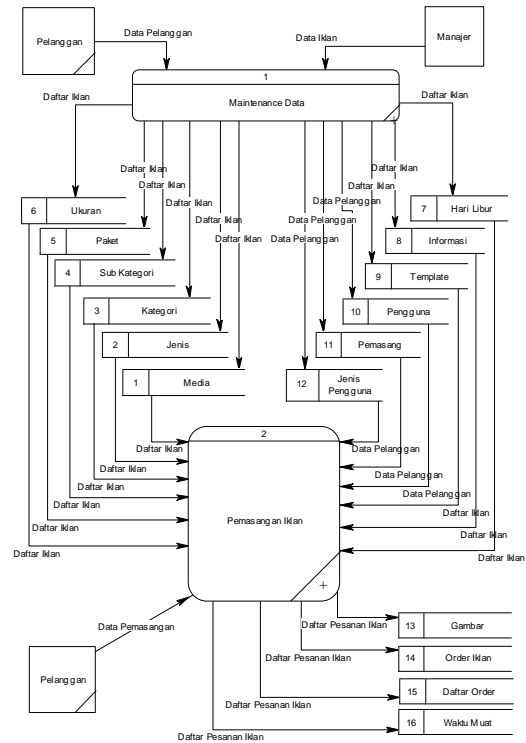 Pelanggan
Data Pelanggan
Data Iklan
Manajer
1
Maintenance Data
Daftar Iklan
Daftar Iklan
Daftar Iklan
Daftar Iklan
Daftar Iklan
Daftar Iklan
Daftar Iklan
Daftar Iklan
Daftar Iklan
Data Pelanggan
Data Pelanggan
Data Pelanggan
6 Ukuran
7 Hari Libur
5 Paket
8 Informasi
4 Sub Kategori
9 Template
3 Kategori
10 Pengguna
2 Jenis
11 Pemasang
1 Media
12 Jenis
Pengguna
2
Pemasangan Iklan
Daftar Iklan
Data Pelanggan
Daftar Iklan
Data Pelanggan
Daftar Iklan
Data Pelanggan
Daftar Iklan
Daftar Iklan
Daftar Iklan
Daftar Iklan
Daftar Iklan
Daftar Iklan
Data Pemasangan
Pelanggan
Daftar Pesanan Iklan
13 Gambar
Daftar Pesanan Iklan
14 Order Iklan
Daftar Pesanan Iklan
15 Daftar Order
Daftar Pesanan Iklan
16 Waktu Muat